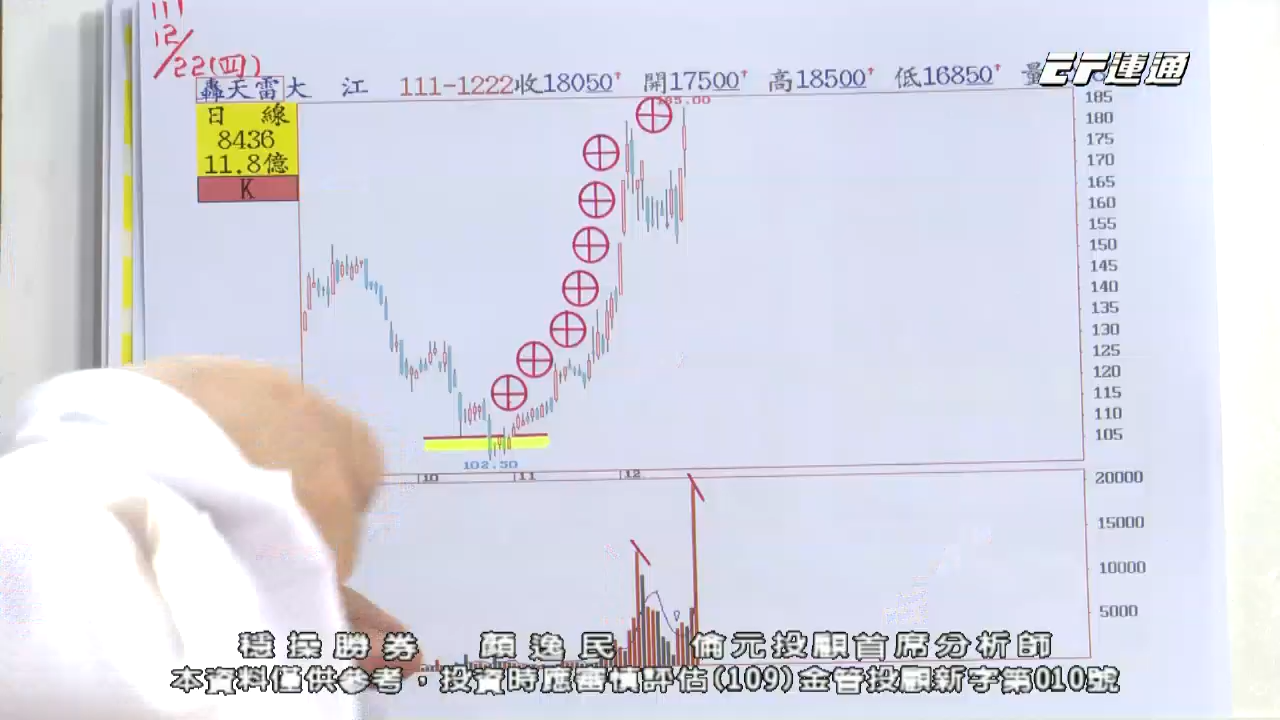 111
12/22(四)
轟天雷大 江 111-1222收18050↑ 開17500↑ 高18500↑ 低16850↑ 量
EF運通
日 線
8436
11.8億
K
185.00
185
180
175
170
165
160
155
150
145
140
135
130
125
120
115
110
105
102.50
10 11 12
20000
15000
10000
5000
穩操勝券 顏逸民 倫元投顧首席分析師
本資料僅供參考，投資時應審慎評估(109)金管投顧新字第010號